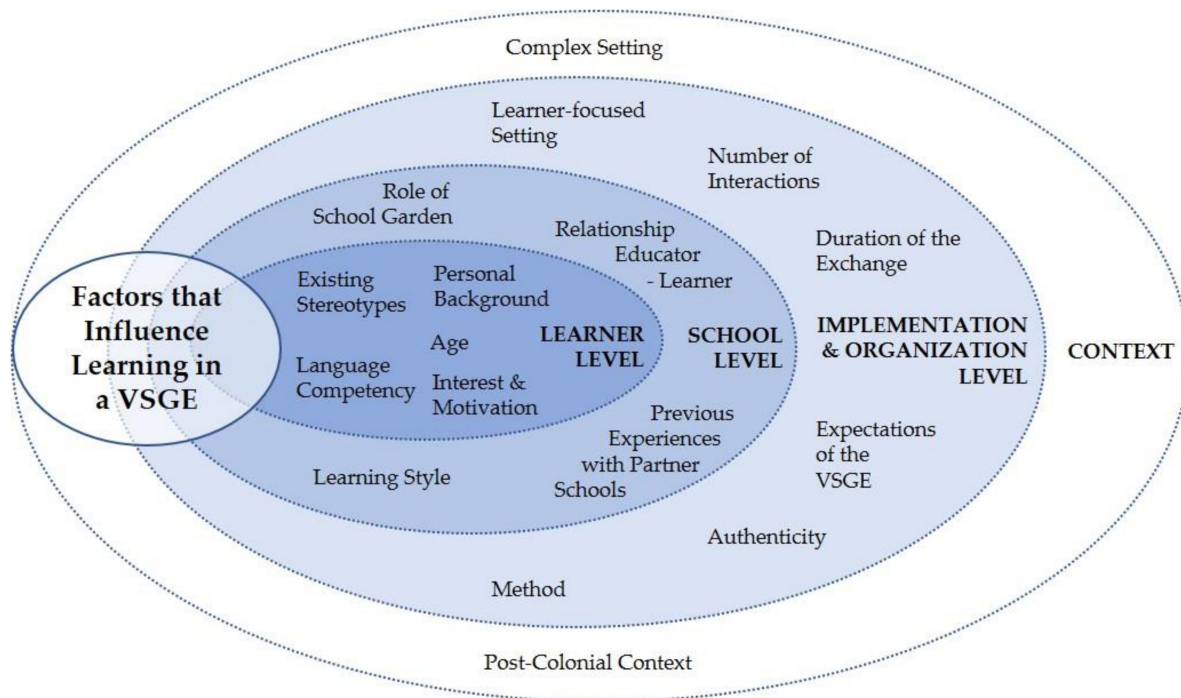 Complex Setting
Learner-focused
Setting
Number of
Interactions
Role of
School Garden
Relationship
Educator
- Learner
Duration of the
Exchange
Factors that
Influence
Learning in
a VSGE
Existing
Stereotypes
Personal
Background
Age
Language
Competency
Interest &
Motivation
LEARNER
LEVEL
SCHOOL
LEVEL
IMPLEMENTATION
& ORGANIZATION
LEVEL
CONTEXT
Previous
Experiences
with Partner
Schools
Expectations
of the
VSGE
Learning Style
Authenticity
Method
Post-Colonial Context